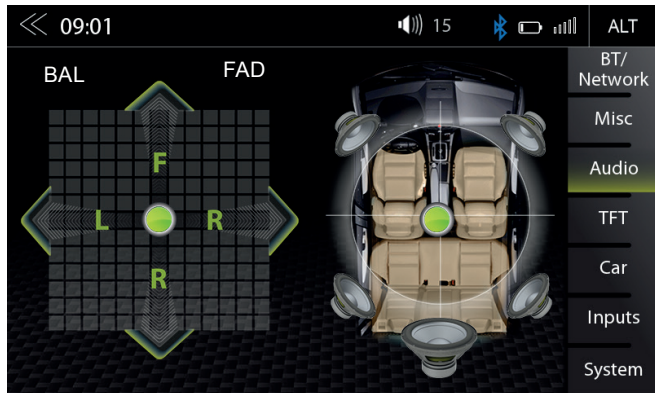 09:01
15
ALT
BAL
FAD
F
L
R
R
BT/
Network
Misc
Audio
TFT
Car
Inputs
System